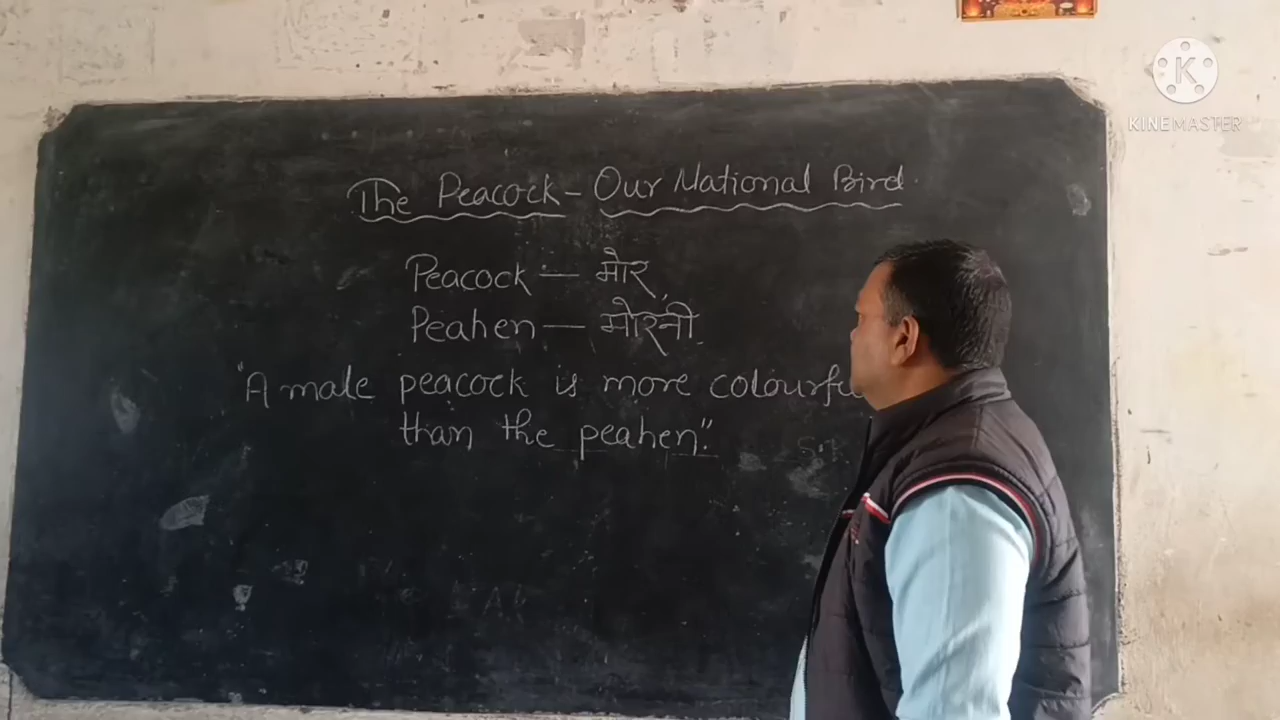 The Peacock - Our National Bird.
Peacock — मोर
Peahen — मोरनी.
"A male peacock is more colourfu
than the peahen."
KINEMASTER